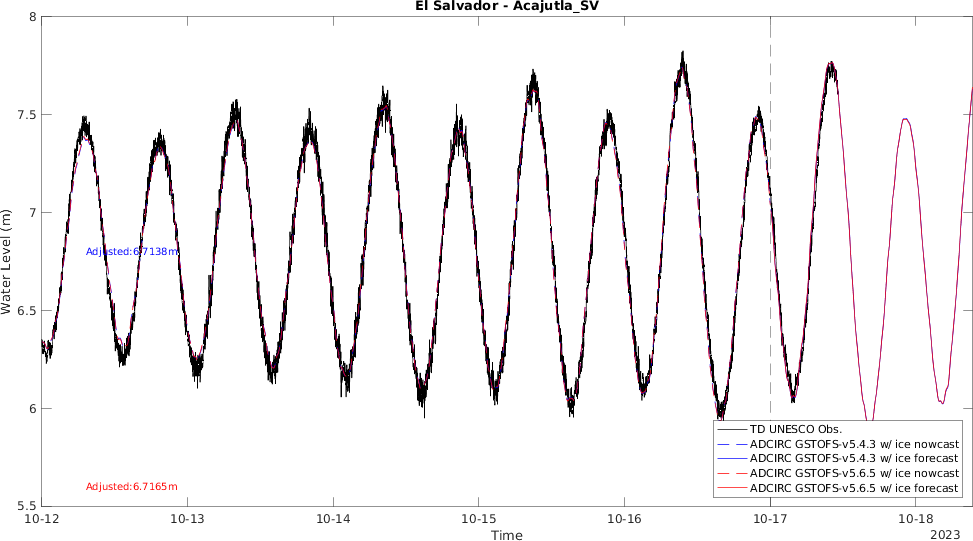 El Salvador - Acajutla_SV
8
7.5
7
6.5
6
5.5
Water Level (m)
Adjusted:6.7138m
Adjusted:6.7165m
TD UNESCO Obs.
ADCIRC GSTOFS-v5.4.3 w/ ice nowcast
ADCIRC GSTOFS-v5.4.3 w/ ice forecast
ADCIRC GSTOFS-v5.6.5 w/ ice nowcast
ADCIRC GSTOFS-v5.6.5 w/ ice forecast
10-12 10-13 10-14 10-15 10-16 10-17 10-18
Time
2023